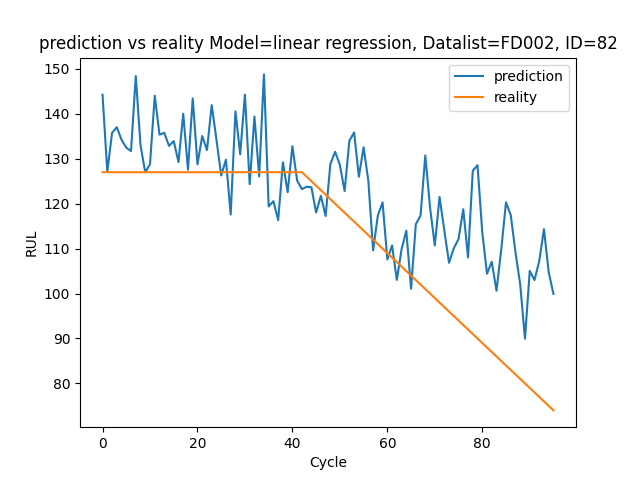 prediction vs reality Model=linear regression, Datalist=FD002, ID=82
prediction
reality
150
140
130
120
110
100
90
80
RUL
0
20
40
60
80
Cycle